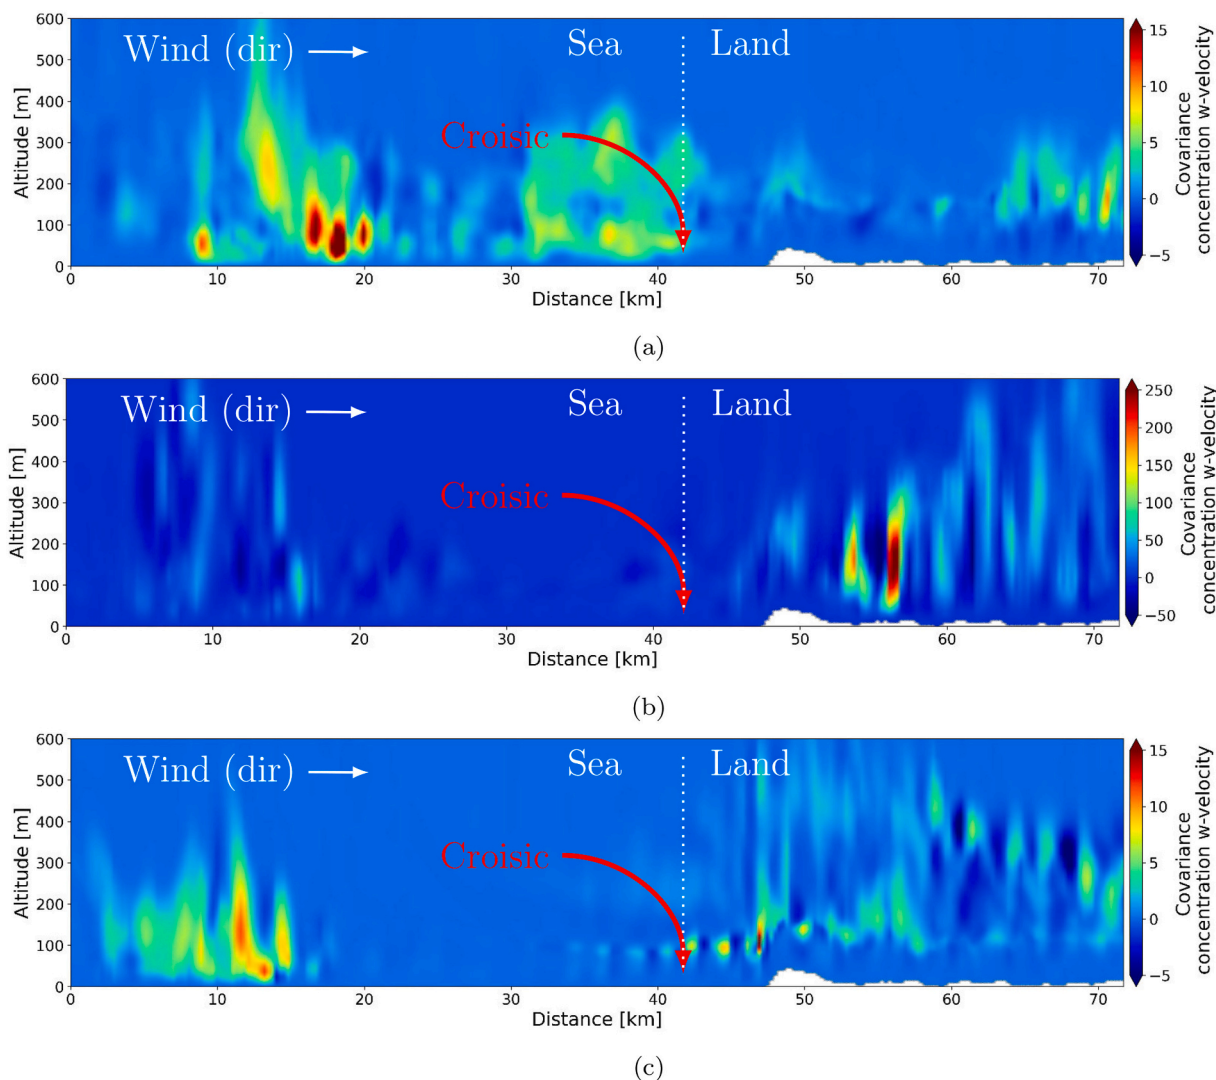 Wind (dir)
Sea
Land
Croisic
600
500
400
300
200
100
0
Altitude [m]
0
10
20
30
40
50
60
70
Distance [km]
15
10
5
0
−5
Covariance
concentration w-velocity
(a)
Wind (dir)
Sea
Land
Croisic
600
500
400
300
200
100
0
Altitude [m]
0
10
20
30
40
50
60
70
Distance [km]
250
200
150
100
50
0
−50
Covariance
concentration w-velocity
(b)
Wind (dir)
Sea
Land
Croisic
600
500
400
300
200
100
0
Altitude [m]
0
10
20
30
40
50
60
70
Distance [km]
15
10
5
0
−5
Covariance
concentration w-velocity
(c)